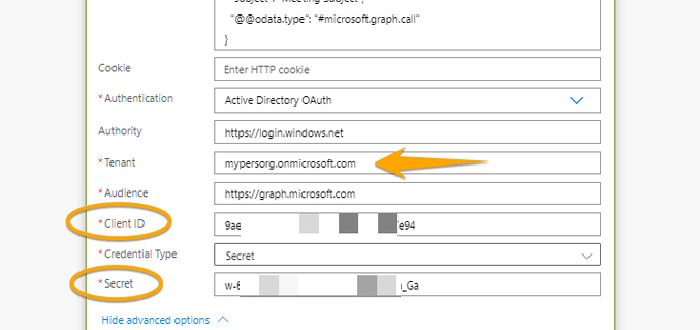 "@@odata.type": "#microsoft.graph.call"
}
Cookie
Enter HTTP cookie
*Authentication
Active Directory OAuth
Authority
https://login.windows.net
*Tenant
mypersorg.onmicrosoft.com
*Audience
https://graph.microsoft.com
*Client ID
9ae e94
*Credential Type
Secret
*Secret
w-6 _Ga
Hide advanced options